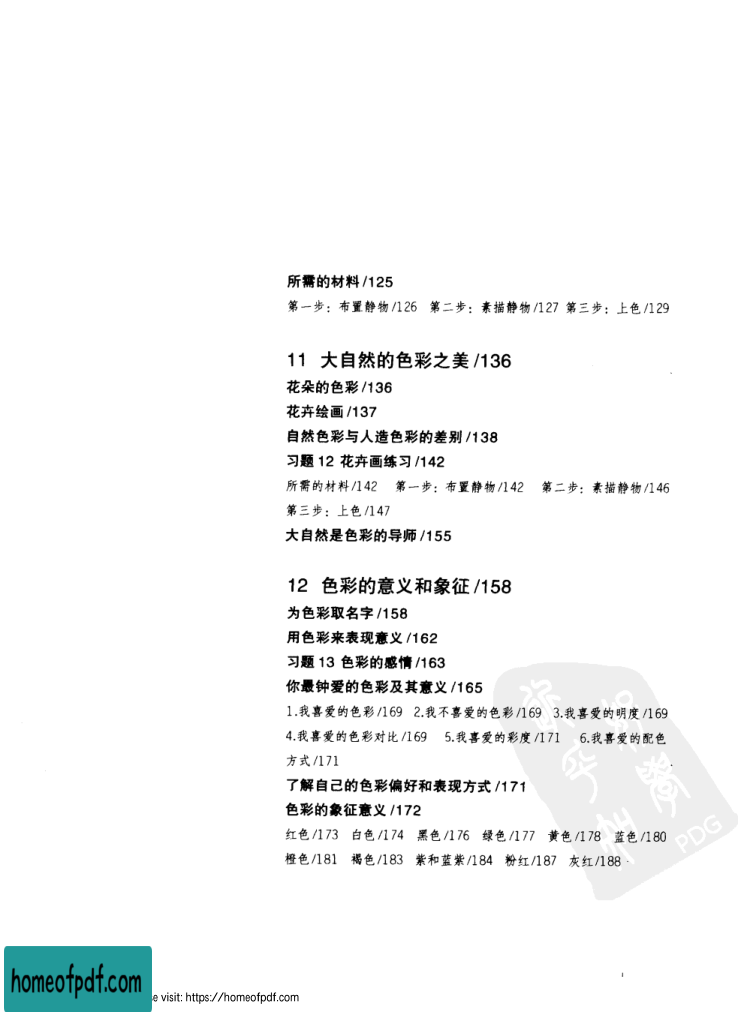 所需的材料/125
第一步：布置静物/126 第二步：素描静物/127 第三步：上色/129
11 大自然的色彩之美/136
花朵的色彩/136
花卉绘画/137
自然色彩与人造色彩的差别/138
习题12 花卉画练习/142
所需的材料/142 第一步：布置静物/142 第二步：素描静物/146
第三步：上色/147
大自然是色彩的导师/155
12 色彩的意义和象征/158
为色彩取名字/158
用色彩来表现意义/162
习题13 色彩的感情/163
你最钟爱的色彩及其意义/165
1.我喜爱的色彩/169 2.我不喜爱的色彩/169 3.我喜爱的明度/169
4.我喜爱的色彩对比/169 5.我喜爱的彩度/171 6.我喜爱的配色
方式/171
了解自己的色彩偏好和表现方式/171
色彩的象征意义/172
红色/173 白色/174 黑色/176 绿色/177 黄色/178 蓝色/180
橙色/181 褐色/183 紫和蓝紫/184 粉红/187 灰红/188
PDG
homeofpdf.com
e visit: https://homeofpdf.com